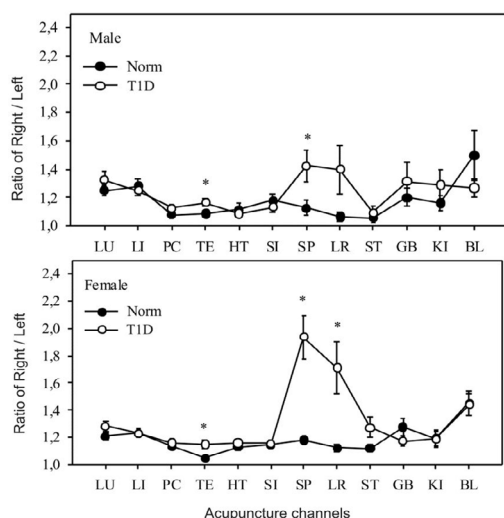 2,4
2,2
2,0
1,8
1,6
1,4
1,2
1,0
Ratio of Right / Left
Male
Norm
T1D
*
*
LU LI PC TE HT SI SP LR ST GB KI BL
2,4
2,2
2,0
1,8
1,6
1,4
1,2
1,0
Ratio of Right / Left
Female
Norm
T1D
*
*
*
LU LI PC TE HT SI SP LR ST GB KI BL
Acupuncture channels